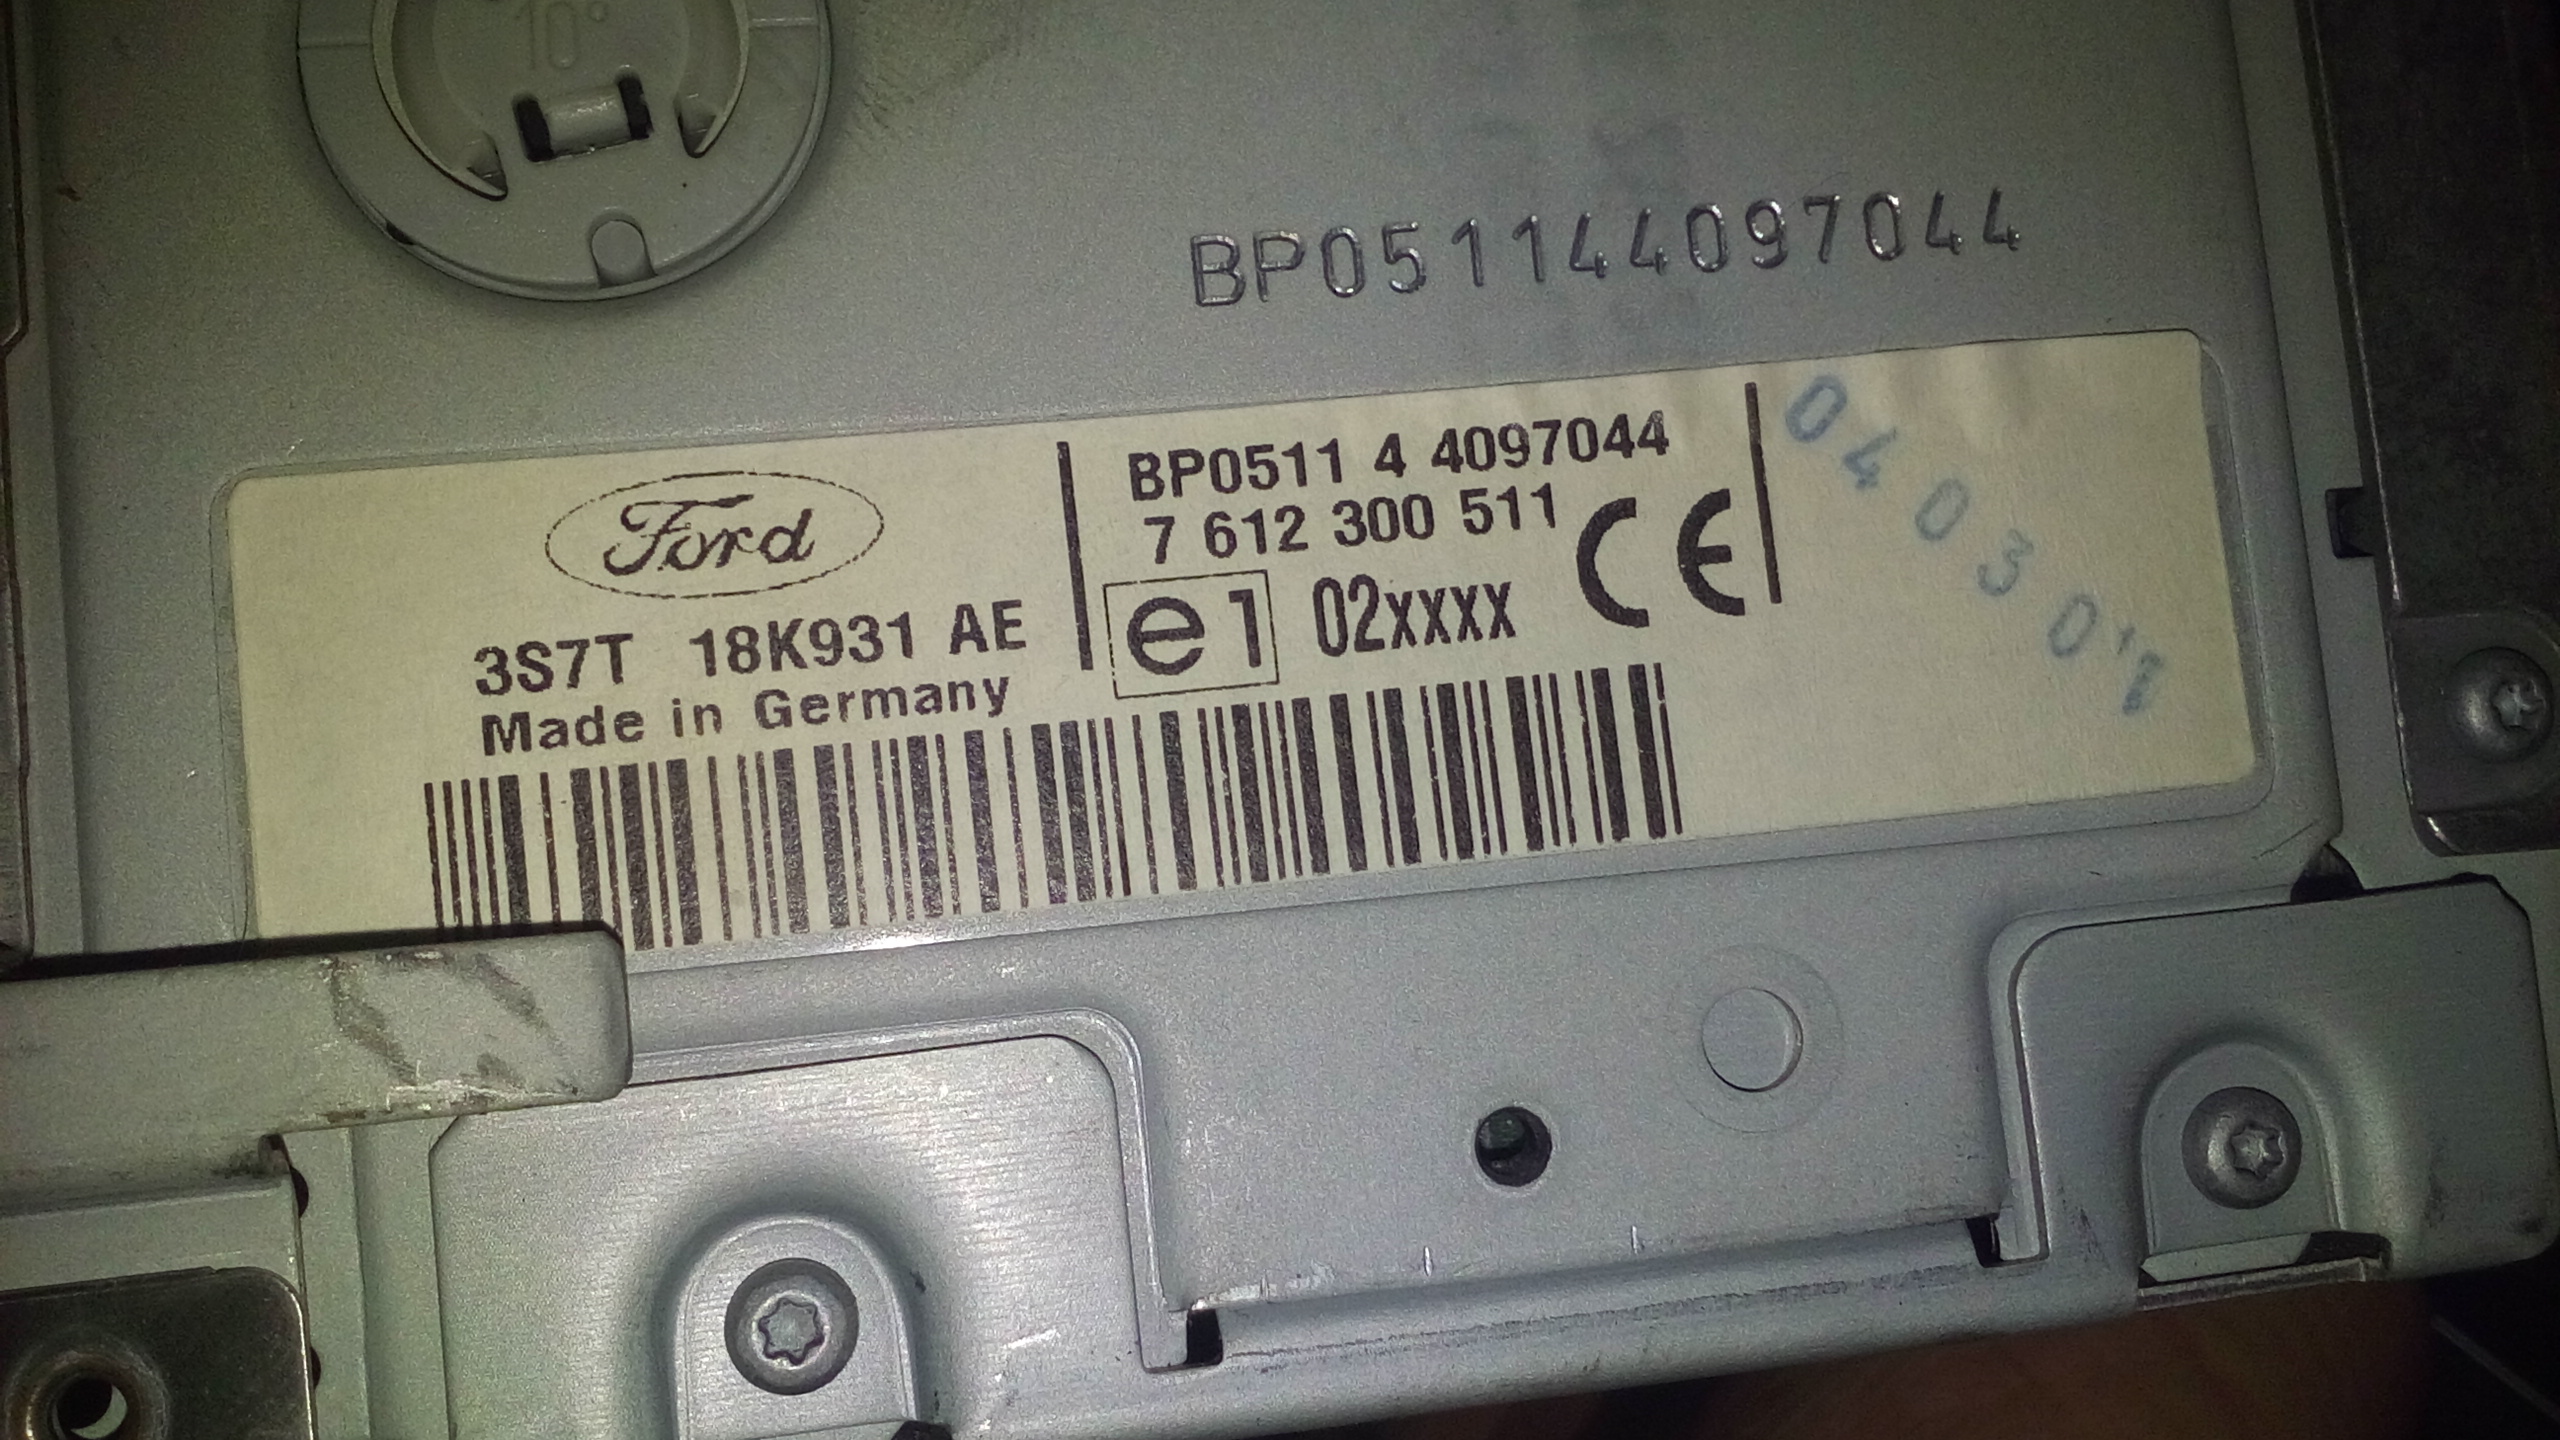 10°
BP051144097044
Ford
3S7T 18K931 AE
Made in Germany
BP0511 4 4097044
7 612 300 511
e1 02xxxx CE
040301